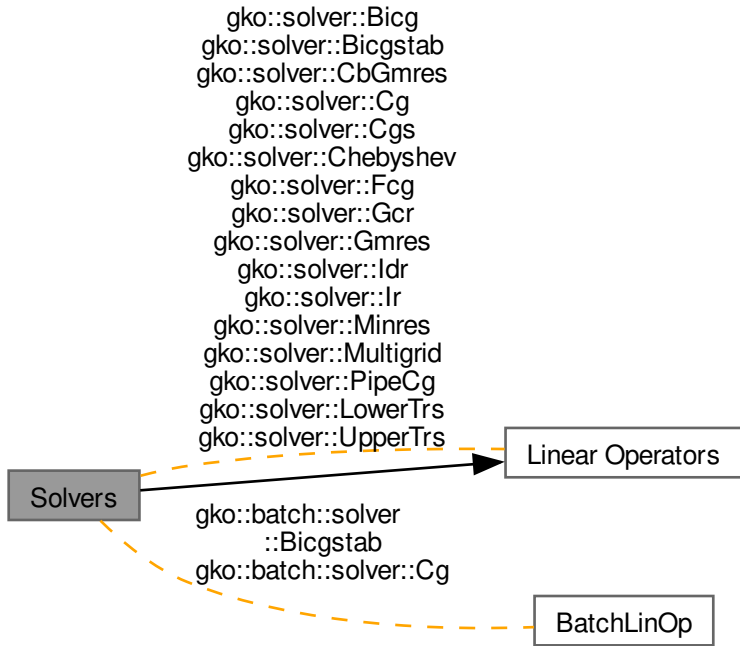 gko::solver::Bicg
gko::solver::Bicgstab
gko::solver::CbGmres
gko::solver::Cg
gko::solver::Cgs
gko::solver::Chebyshev
gko::solver::Fcg
gko::solver::Gcr
gko::solver::Gmres
gko::solver::Idr
gko::solver::Ir
gko::solver::Minres
gko::solver::Multigrid
gko::solver::PipeCg
gko::solver::LowerTrs
gko::solver::UpperTrs
Linear Operators
Solvers
gko::batch::solver
::Bicgstab
gko::batch::solver::Cg
BatchLinOp